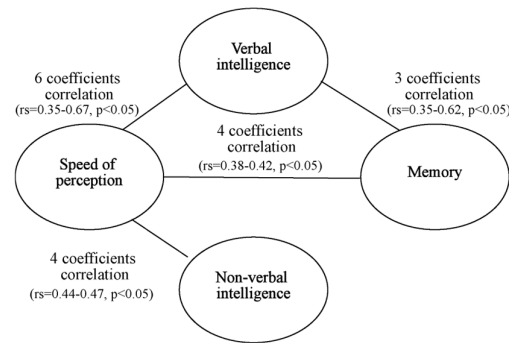 Verbal
intelligence
6 coefficients
correlation
(rs=0.35-0.67, p<0.05)
3 coefficients
correlation
(rs=0.35-0.62, p<0.05)
4 coefficients
correlation
(rs=0.38-0.42, p<0.05)
Speed of
perception
Memory
4 coefficients
correlation
(rs=0.44-0.47, p<0.05)
Non-verbal
intelligence